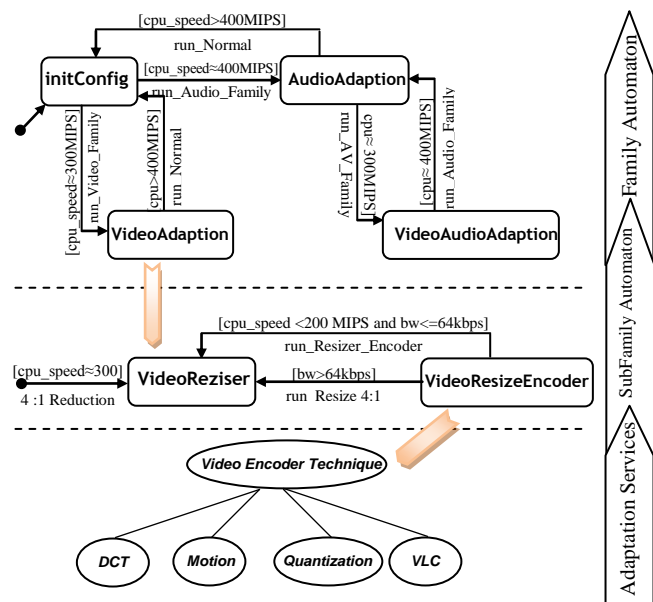 [cpu_speed>400MIPS]
run_Normal
initConfig
[cpu_speed≈400MIPS]
run_Audio_Family
AudioAdaption
[cpu_speed≈300MIPS]
run_Video_Family
[cpu>400MIPS]
run_Normal
cpu≈300MIPS]
run_AV_Family
[cpu≈400MIPS]
run_Audio_Family
VideoAdaption
VideoAudioAdaption
[cpu_speed <200 MIPS and bw<=64kbps]
run_Resizer_Encoder
[cpu_speed≈300]
4 :1 Reduction
VideoReziser
[bw>64kbps]
run Resize 4:1
VideoResizeEncoder
Video Encoder Technique
DCT
Motion
Quantization
VLC
Family Automaton
SubFamily Automaton
Adaptation Services